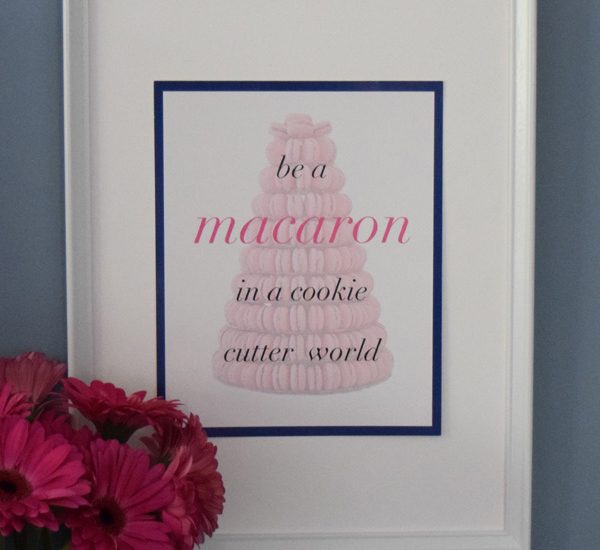 be a
macaron
in a cookie
cutter world